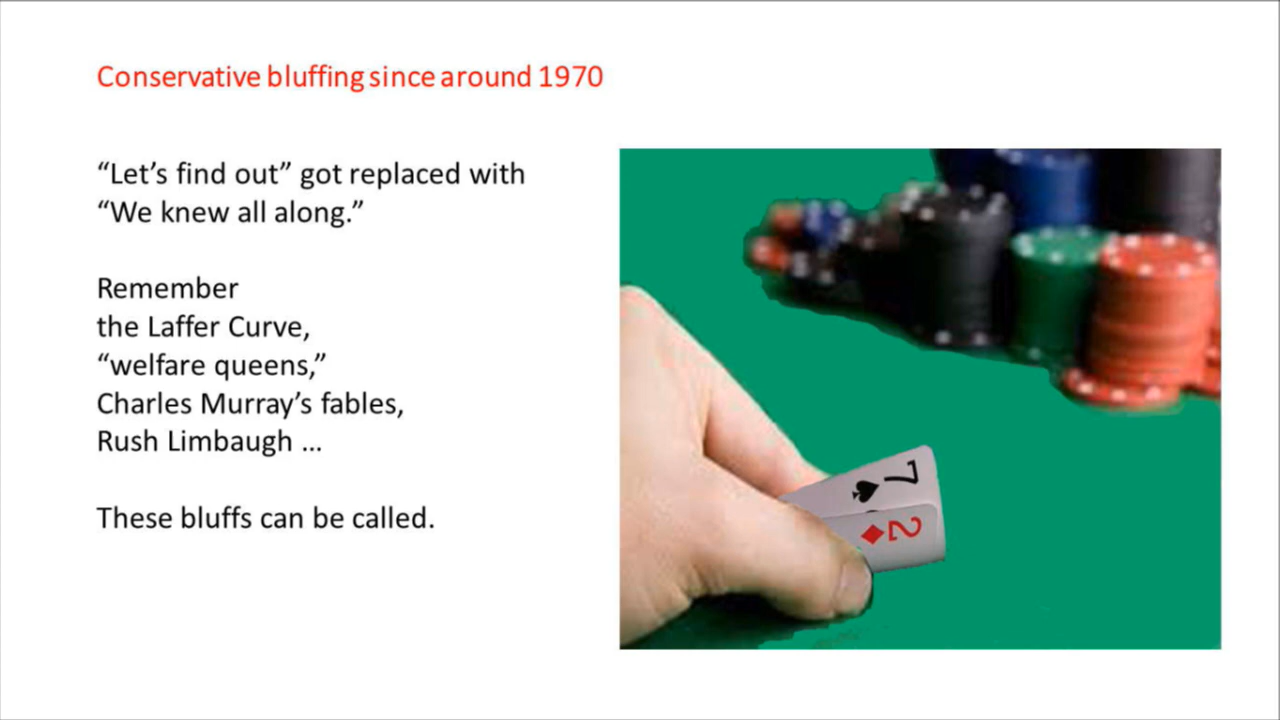 Conservative bluffing since around 1970
“Let’s find out” got replaced with
“We knew all along.”
Remember
the Laffer Curve,
“welfare queens,”
Charles Murray’s fables,
Rush Limbaugh ...
These bluffs can be called.
7
2